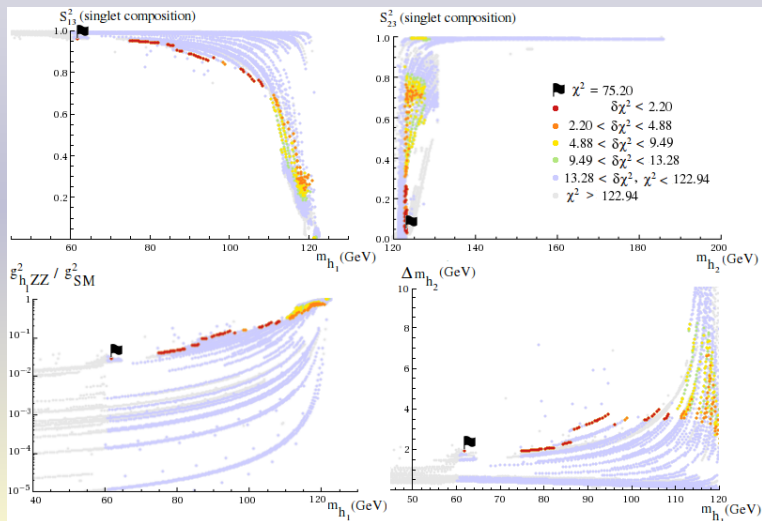 S²₁₃ (singlet composition)
1.0
0.8
0.6
0.4
0.2
60
80
100
120
m_h₁ (GeV)
S²₂₃ (singlet composition)
1.0
0.8
0.6
0.4
0.2
0.0
120
140
160
180
200
m_h₂ (GeV)
χ² = 75.20
δχ² < 2.20
2.20 < δχ² < 4.88
4.88 < δχ² < 9.49
9.49 < δχ² < 13.28
13.28 < δχ², χ² < 122.94
χ² > 122.94
g²_h₁ZZ / g²_SM
1
10⁻¹
10⁻²
10⁻³
10⁻⁴
10⁻⁵
40
60
80
100
120
m_h₁ (GeV)
Δm_h₂ (GeV)
10
8
6
4
2
50
60
70
80
90
100
110
120
m_h₁ (GeV)